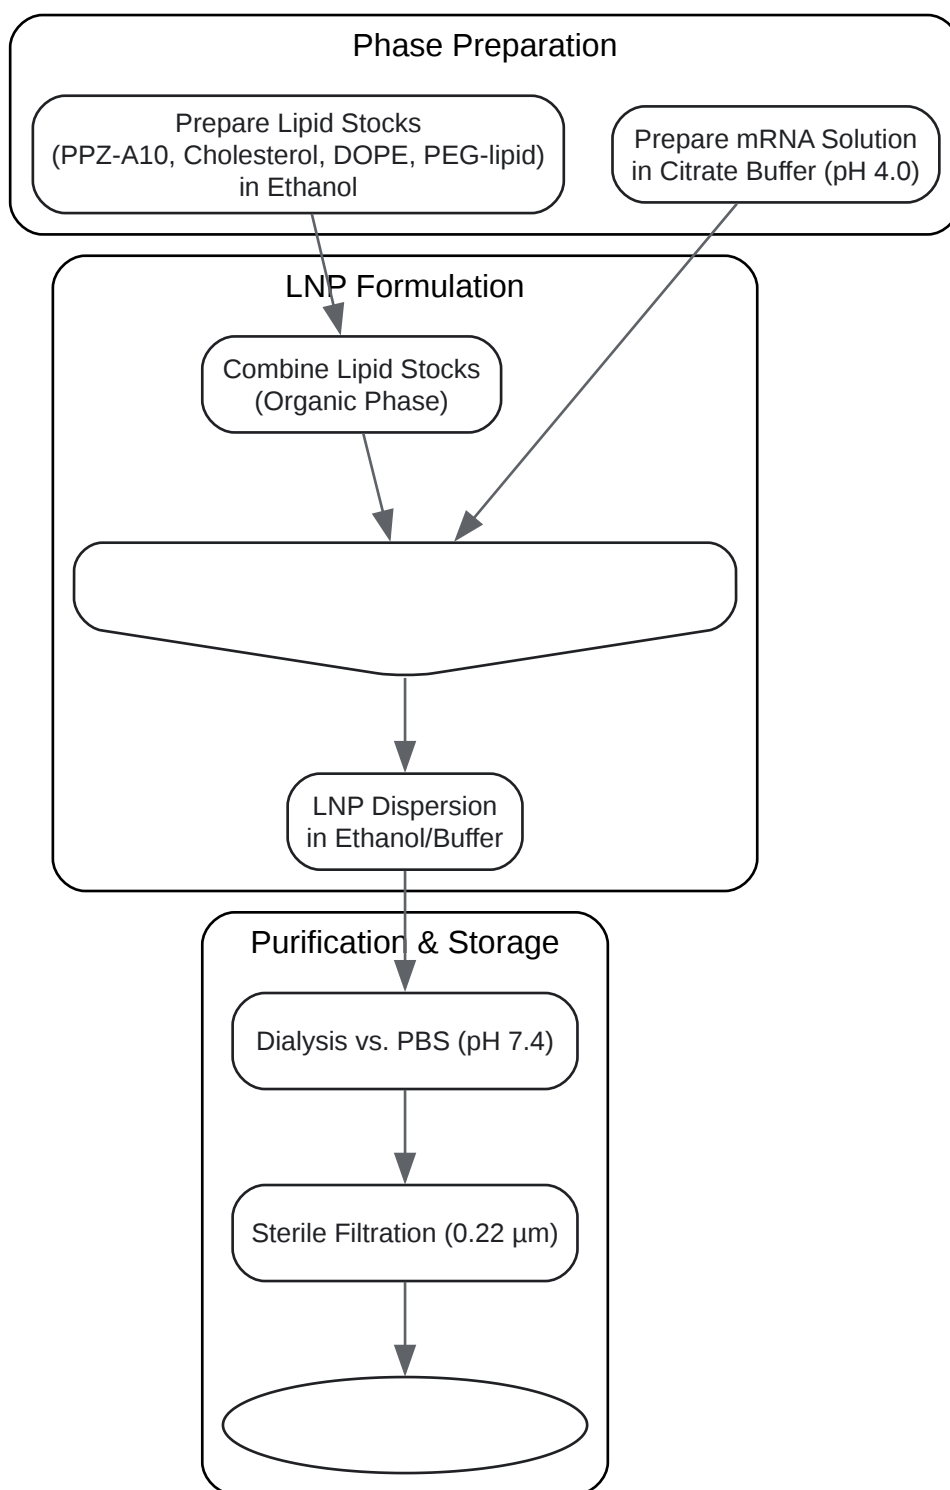 Phase Preparation
Prepare Lipid Stocks
(PPZ-A10, Cholesterol, DOPE, PEG-lipid)
in Ethanol
Prepare mRNA Solution
in Citrate Buffer (pH 4.0)
LNP Formulation
Combine Lipid Stocks
(Organic Phase)
LNP Dispersion
in Ethanol/Buffer
Purification & Storage
Dialysis vs. PBS (pH 7.4)
Sterile Filtration (0.22 µm)